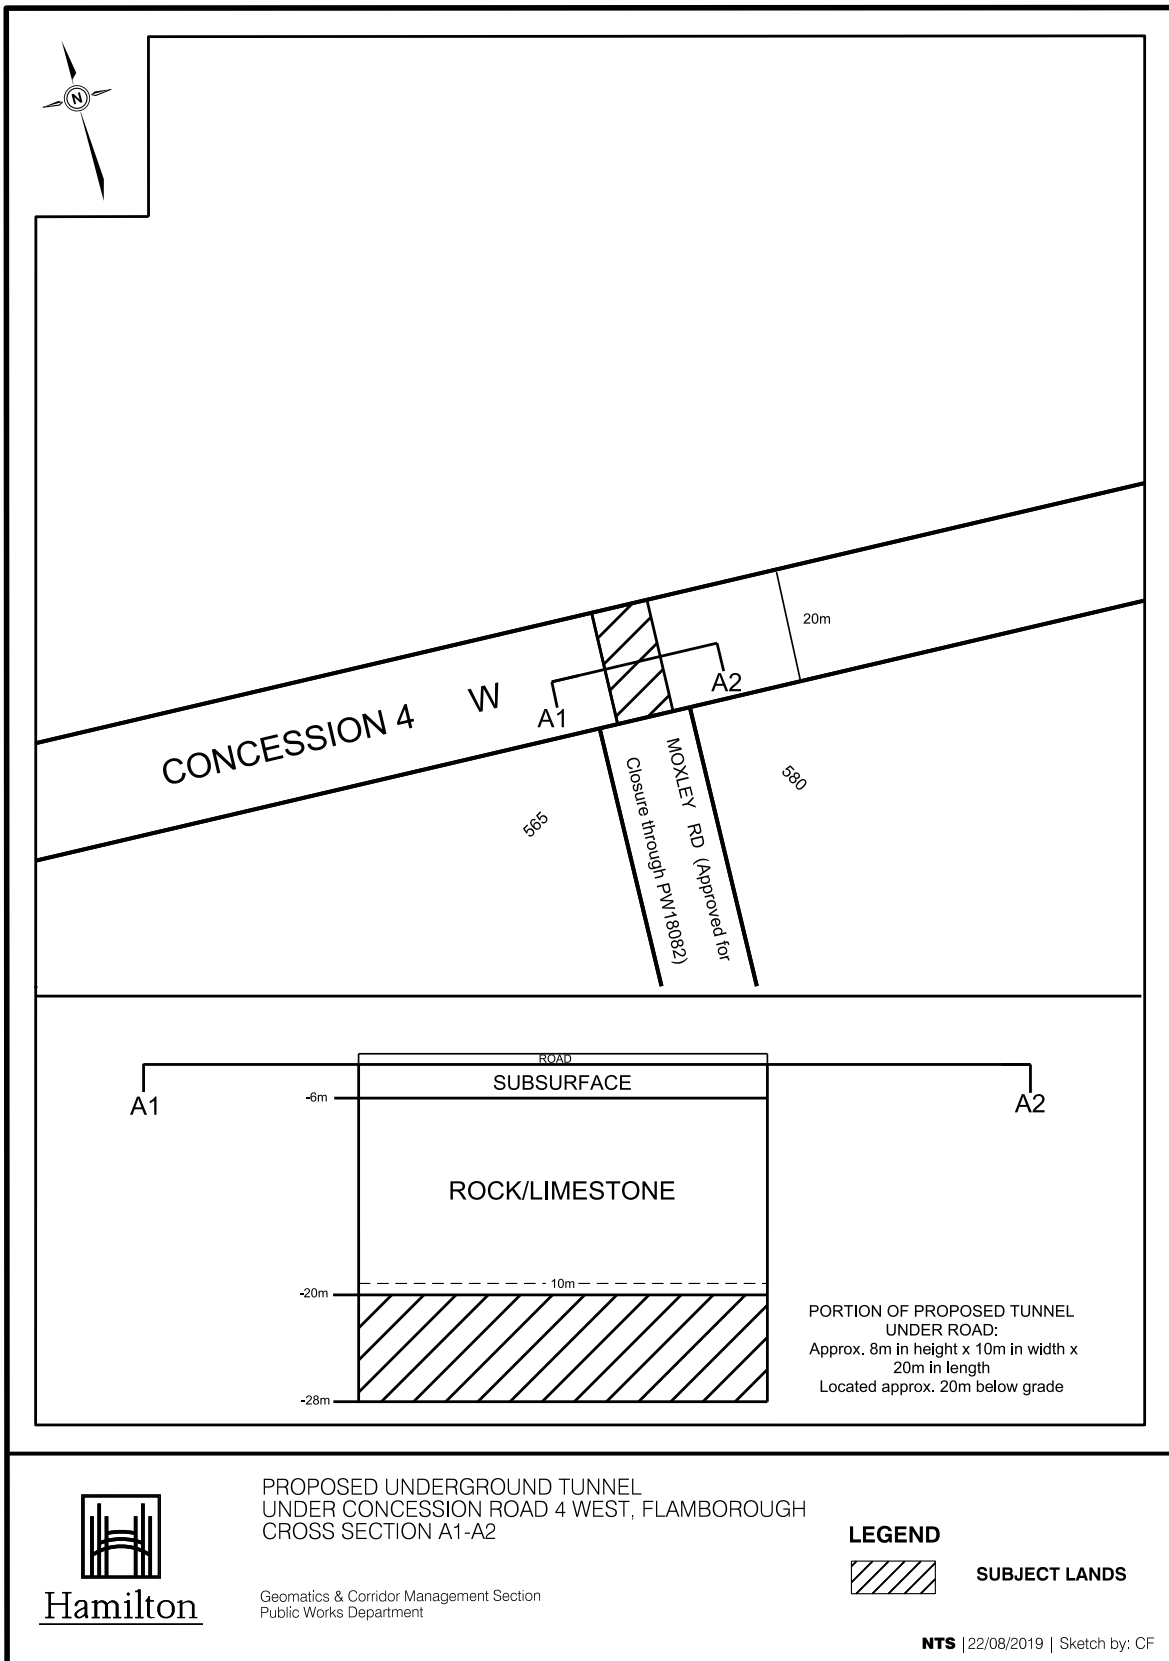 N
20m
CONCESSION 4 W
A1
A2
MOXLEY RD (Approved for
Closure through PW18082)
565
580
ROAD
SUBSURFACE
A1
A2
-6m
ROCK/LIMESTONE
10m
-20m
-28m
PORTION OF PROPOSED TUNNEL
UNDER ROAD:
Approx. 8m in height x 10m in width x
20m in length
Located approx. 20m below grade
PROPOSED UNDERGROUND TUNNEL
UNDER CONCESSION ROAD 4 WEST, FLAMBOROUGH
CROSS SECTION A1-A2
Geomatics & Corridor Management Section
Public Works Department
Hamilton
LEGEND
SUBJECT LANDS
NTS | 22/08/2019 | Sketch by: CF